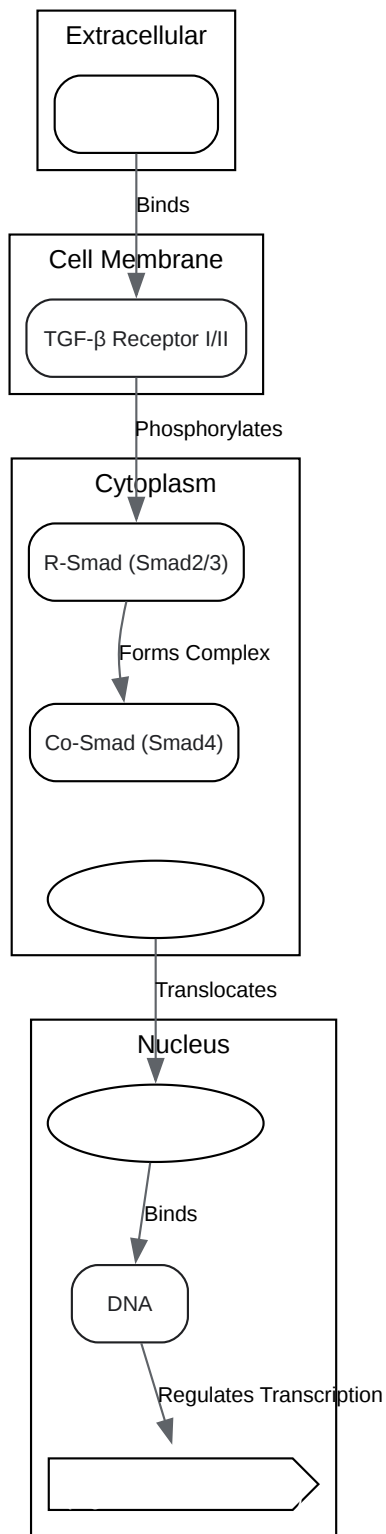 Extracellular
Binds
Cell Membrane
TGF-β Receptor I/II
Phosphorylates
Cytoplasm
R-Smad (Smad2/3)
Forms Complex
Co-Smad (Smad4)
Translocates
Nucleus
Binds
DNA
Regulates Transcription